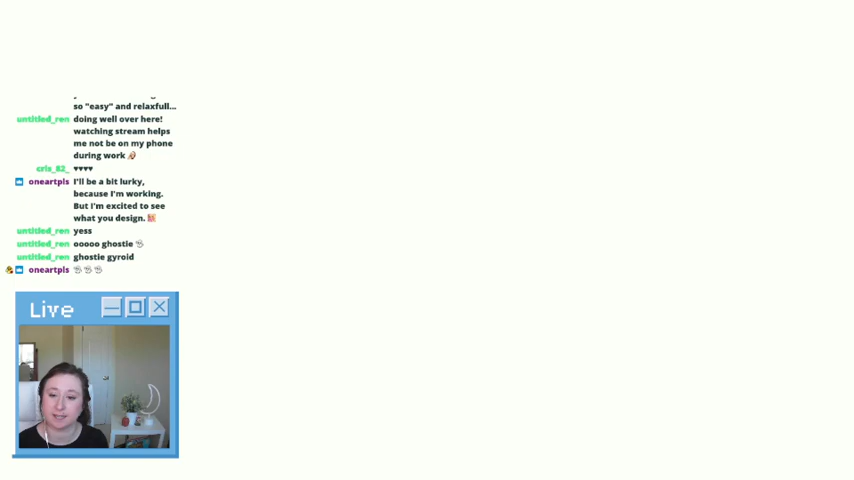 so "easy" and relaxfull...
untitled_ren doing well over here!
watching stream helps
me not be on my phone
during work
cris_82_ ♥♥♥♥
oneartpls I'll be a bit lurky,
because I'm working.
But I'm excited to see
what you design.
untitled_ren yess
untitled_ren ooooo ghostie
untitled_ren ghostie gyroid
oneartpls
Live